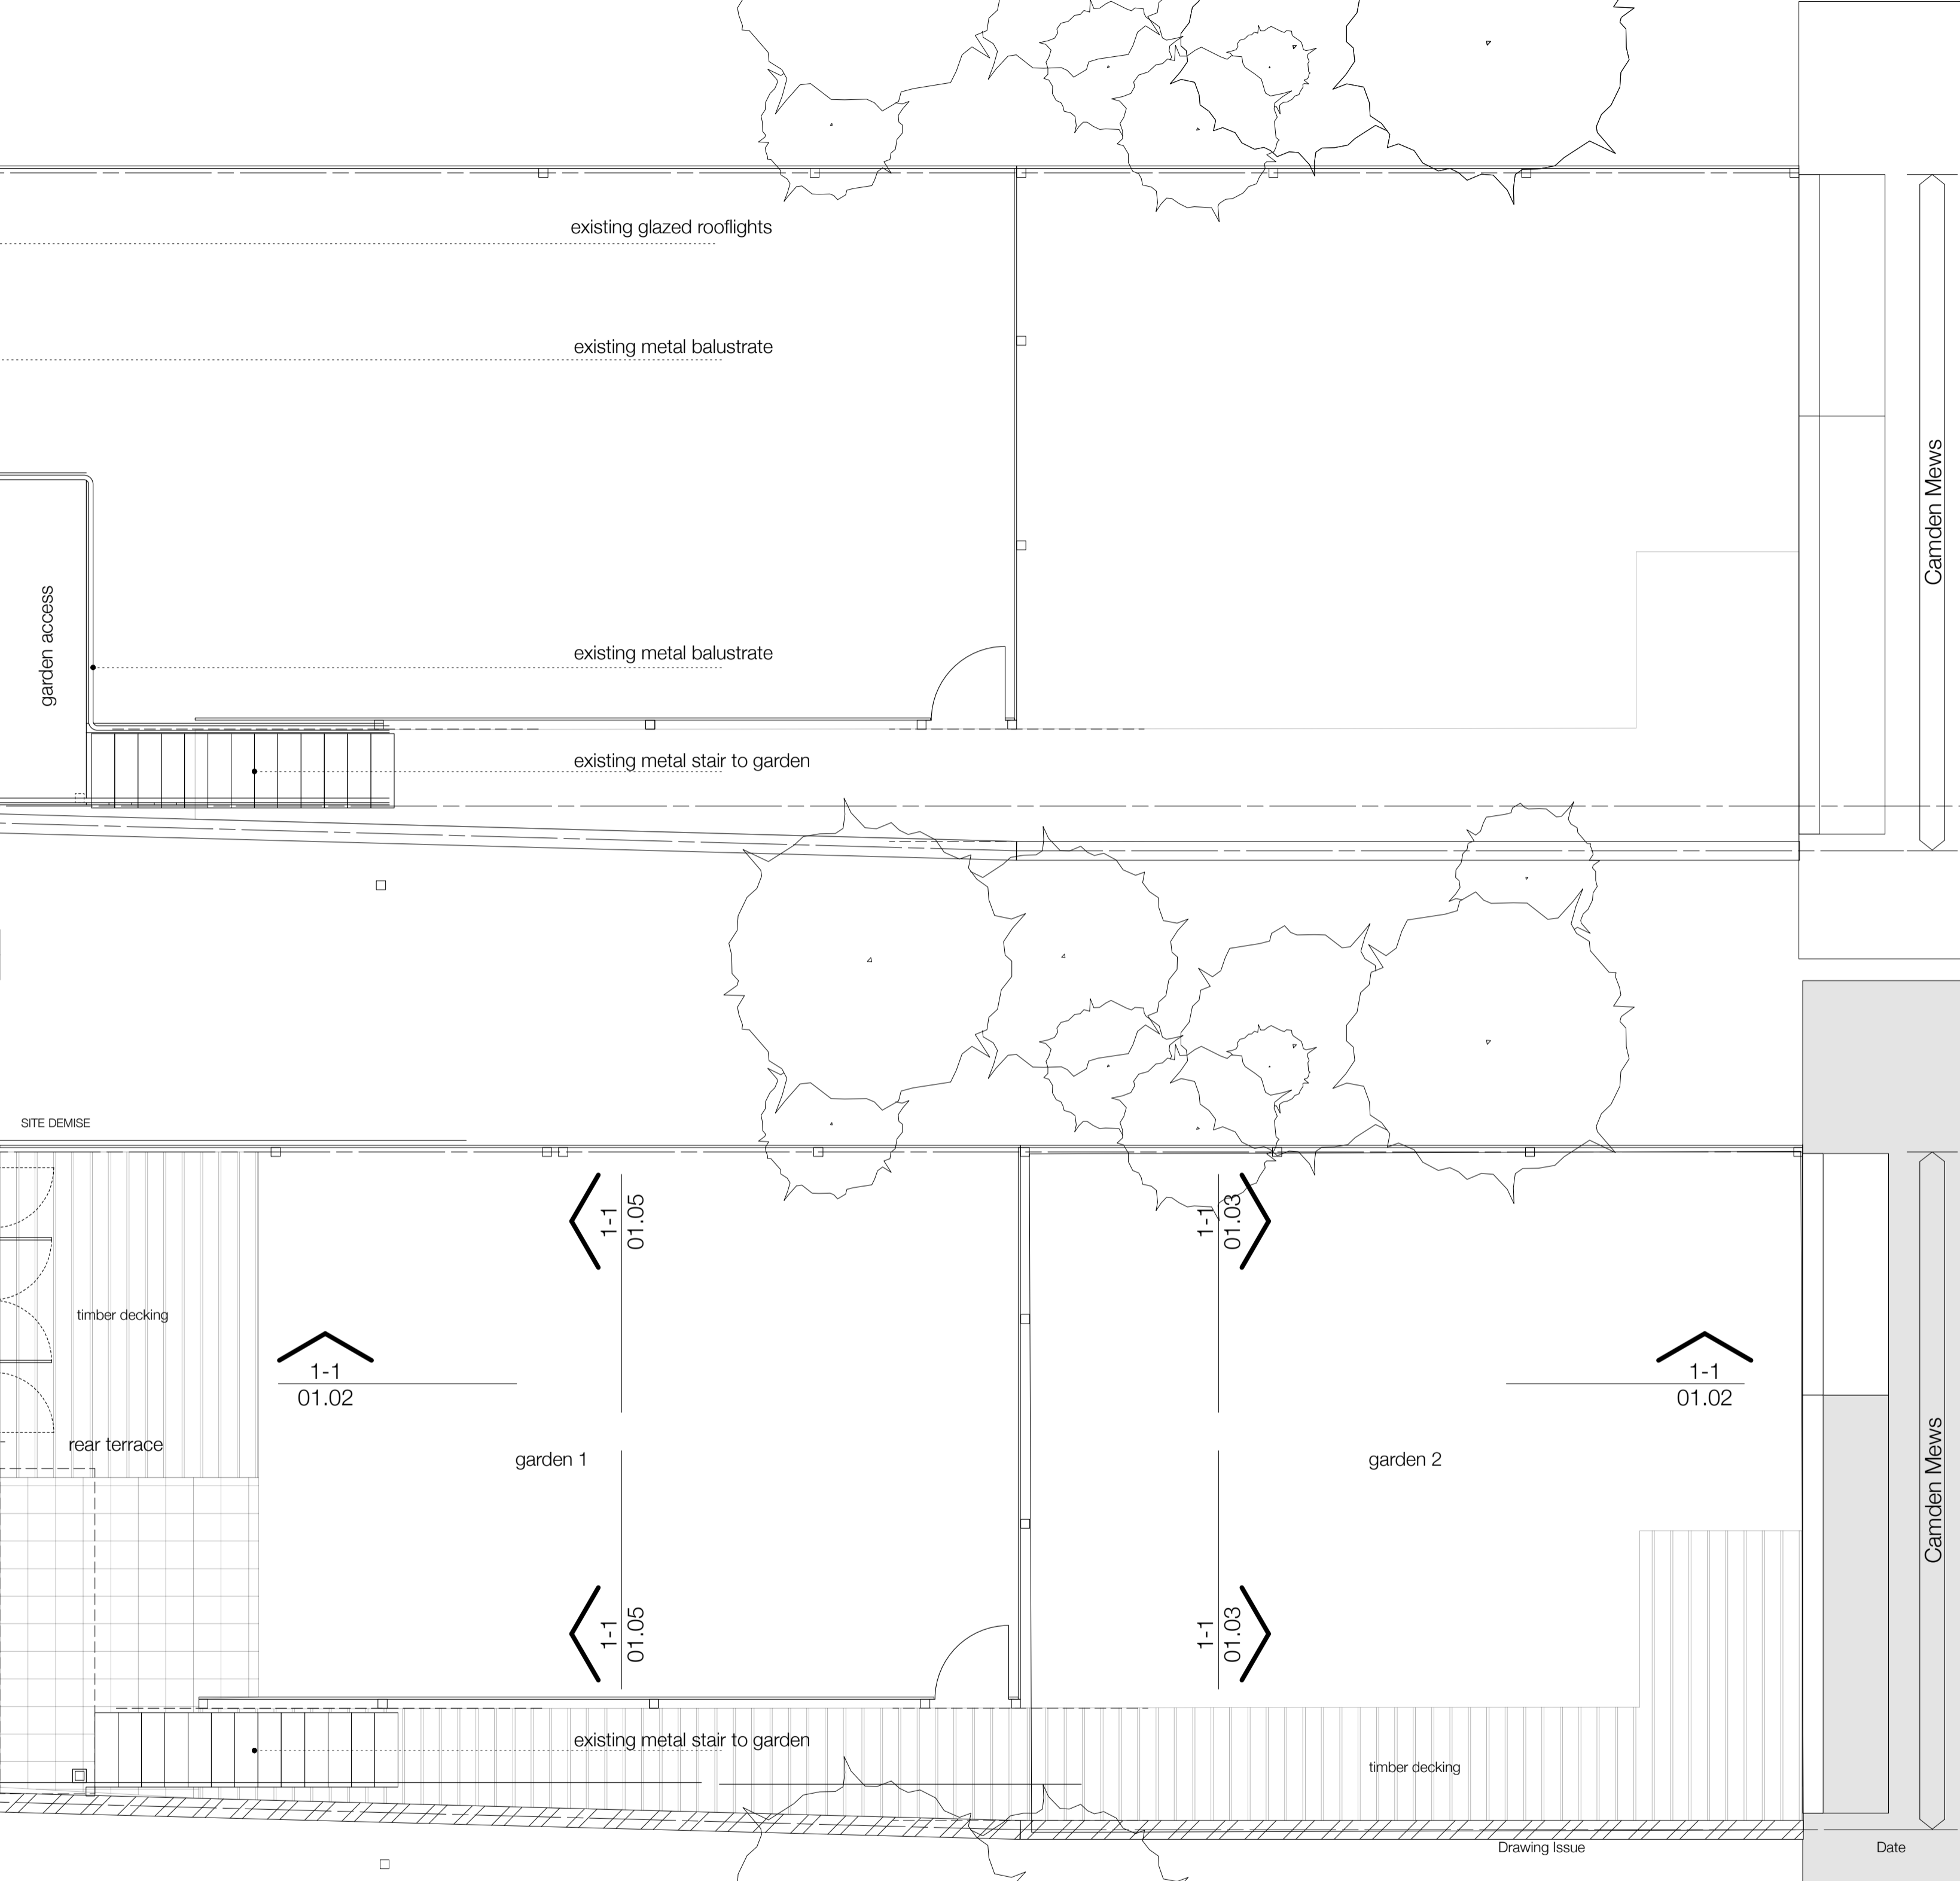 existing glazed rooflights
existing metal balustrate
Camden Mews
garden access
existing metal balustrate
existing metal stair to garden
SITE DEMISE
1-1
01.05
1-1
01.03
timber decking
1-1
01.02
1-1
01.02
rear terrace
garden 1
garden 2
Camden Mews
1-1
01.05
1-1
01.03
existing metal stair to garden
timber decking
Drawing Issue
Date